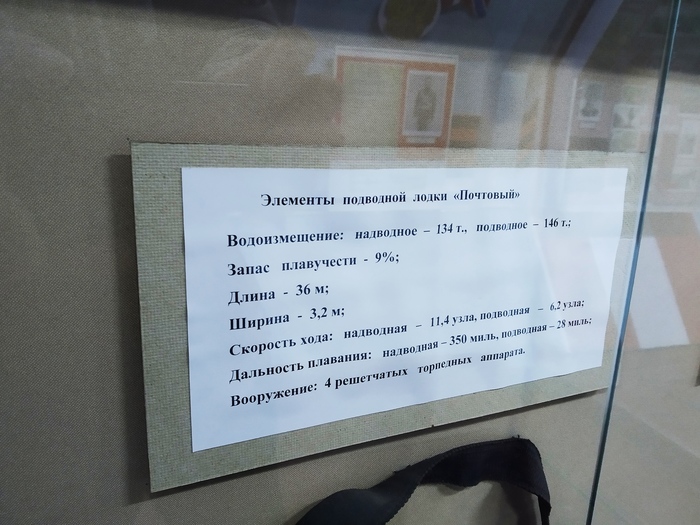 Элементы подводной лодки «Почтовый»
Водоизмещение: надводное – 134 т., подводное – 146 т.;
Запас плавучести - 9%;
Длина - 36 м;
Ширина - 3,2 м;
Скорость хода: надводная – 11,4 узла, подводная – 6,2 узла;
Дальность плавания: надводная – 350 миль, подводная – 28 миль;
Вооружение: 4 решетчатых торпедных аппарата.